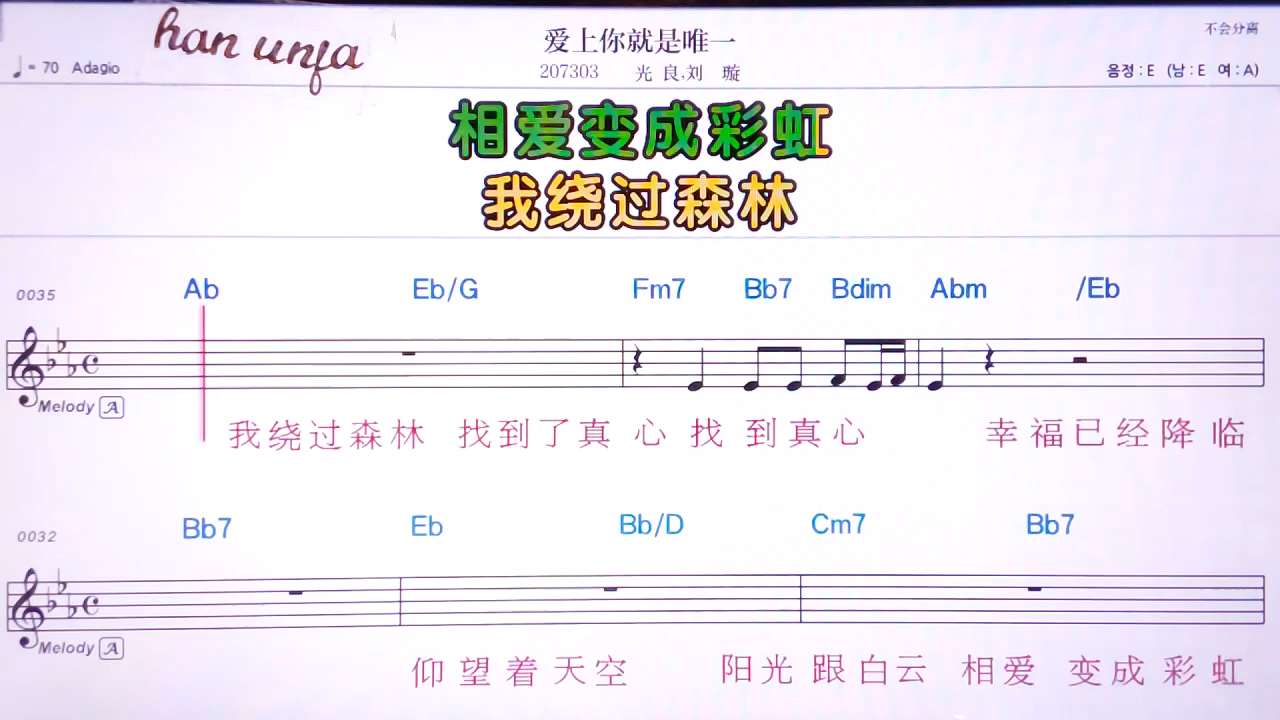 han unfa
爱上你就是唯一
不会分离
♩= 70 Adagio
207303 光 良,刘 璇
음정 : E (남 : E 여 : A)
相爱变成彩虹
我绕过森林
0035
Ab Eb/G Fm7 Bb7 Bdim Abm /Eb
Melody A
我绕过森林 找到了真 心 找 到真心 幸福已经降 临
0032
Bb7 Eb Bb/D Cm7 Bb7
Melody A
仰望着天空 阳光 跟白云 相爱 变成 彩 虹